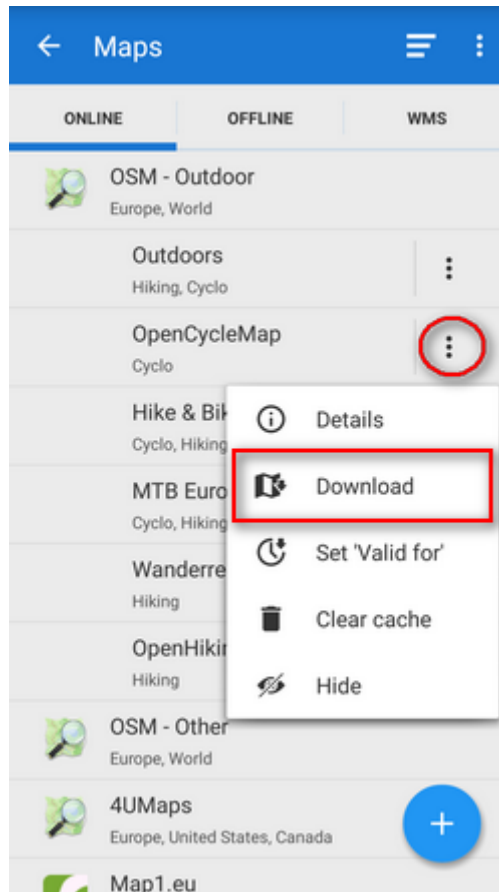 Maps
ONLINE OFFLINE WMS
OSM - Outdoor
Europe, World
Outdoors
Hiking, Cyclo
OpenCycleMap
Cyclo
Hike & Bik
Cyclo, Hiking
MTB Euro
Cyclo, Hiking
Wanderre
Hiking
OpenHikin
Hiking
Details
Download
Set 'Valid for'
Clear cache
Hide
OSM - Other
Europe, World
4UMaps
Europe, United States, Canada
Map1.eu